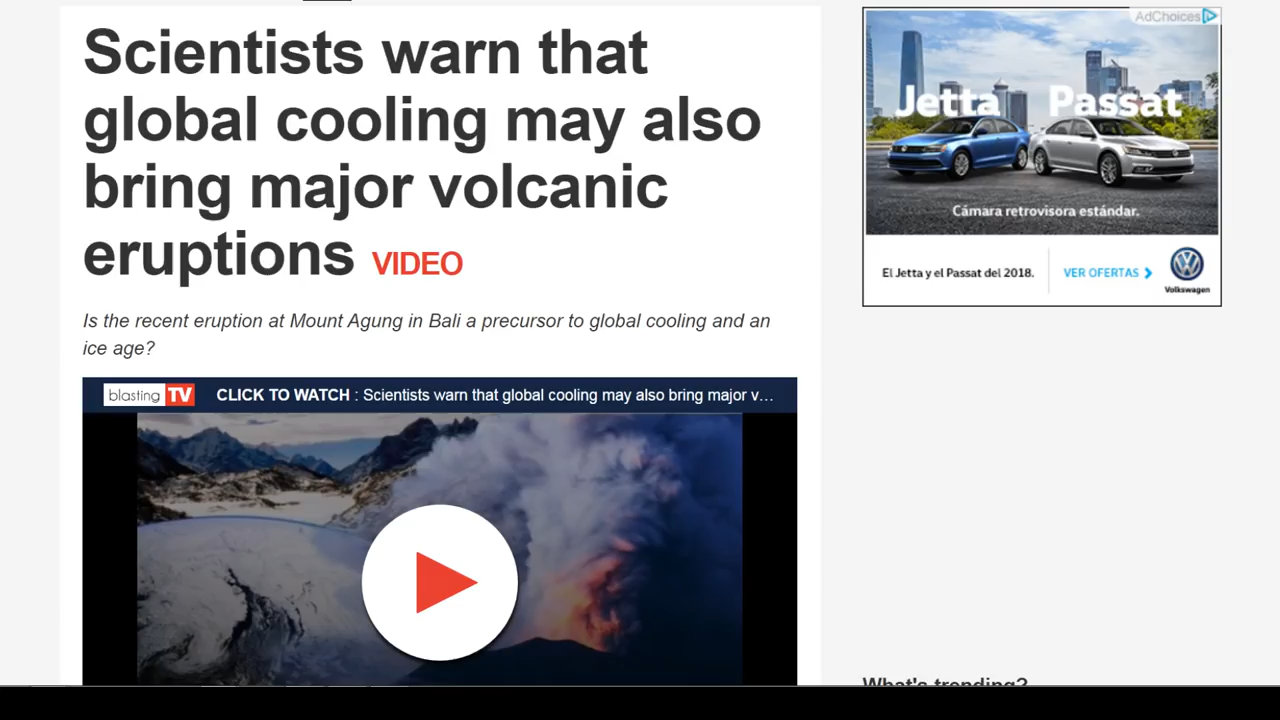 Scientists warn that
global cooling may also
bring major volcanic
eruptions VIDEO
Is the recent eruption at Mount Agung in Bali a precursor to global cooling and an
ice age?
blasting TV CLICK TO WATCH : Scientists warn that global cooling may also bring major v...
AdChoices
Jetta Passat
Cámara retrovisora estándar.
El Jetta y el Passat del 2018.
VER OFERTAS
Volkswagen
What's trending?